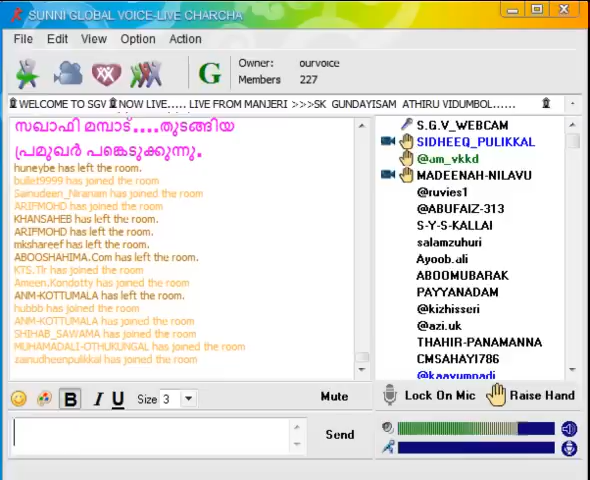 SUNNI GLOBAL VOICE-LIVE CHARCHA
File Edit View Option Action
G Owner: ourvoice
Members 227
WELCOME TO SGV NOW LIVE..... LIVE FROM MANJERI >>>SK GUNDAYISAM ATHIRU VIDUMBOL......
സഖാഫി മമ്പാട്....തുടങ്ങിയ
പ്രമുഖർ പങ്കെടുക്കുന്നു.
huneybe has left the room.
bullet9999 has joined the room
Sainudeen_Niranam has joined the room
ARIFMOHD has joined the room
KHANSAHEB has left the room.
ARIFMOHD has left the room.
mkshareef has left the room.
ABOOSHAHIMA.Com has left the room.
KTS.Tlr has joined the room
Ameen.Kondotty has joined the room
ANM-KOTTUMALA has left the room.
hubbb has joined the room
ANM-KOTTUMALA has joined the room
SHIHAB_SAWAMA has joined the room
MUHAMADALI-OTHUKUNGAL has joined the room
zainudheenpulikkal has joined the room
S.G.V_WEBCAM
SIDHEEQ_PULIKKAL
@am_vkkd
MADEENAH-NILAVU
@ruvies1
@ABUFAIZ-313
S-Y-S-KALLAI
salamzuhuri
Ayoob.ali
ABOOMUBARAK
PAYYANADAM
@kizhisseri
@azi.uk
THAHIR-PANAMANNA
CMSAHAY1786
@kaayumpadi
B I U Size 3 Mute
Lock On Mic Raise Hand
Send